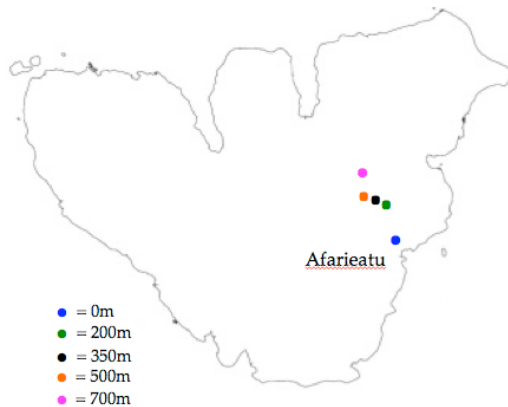 Afarieatu
= 0m
= 200m
= 350m
= 500m
= 700m